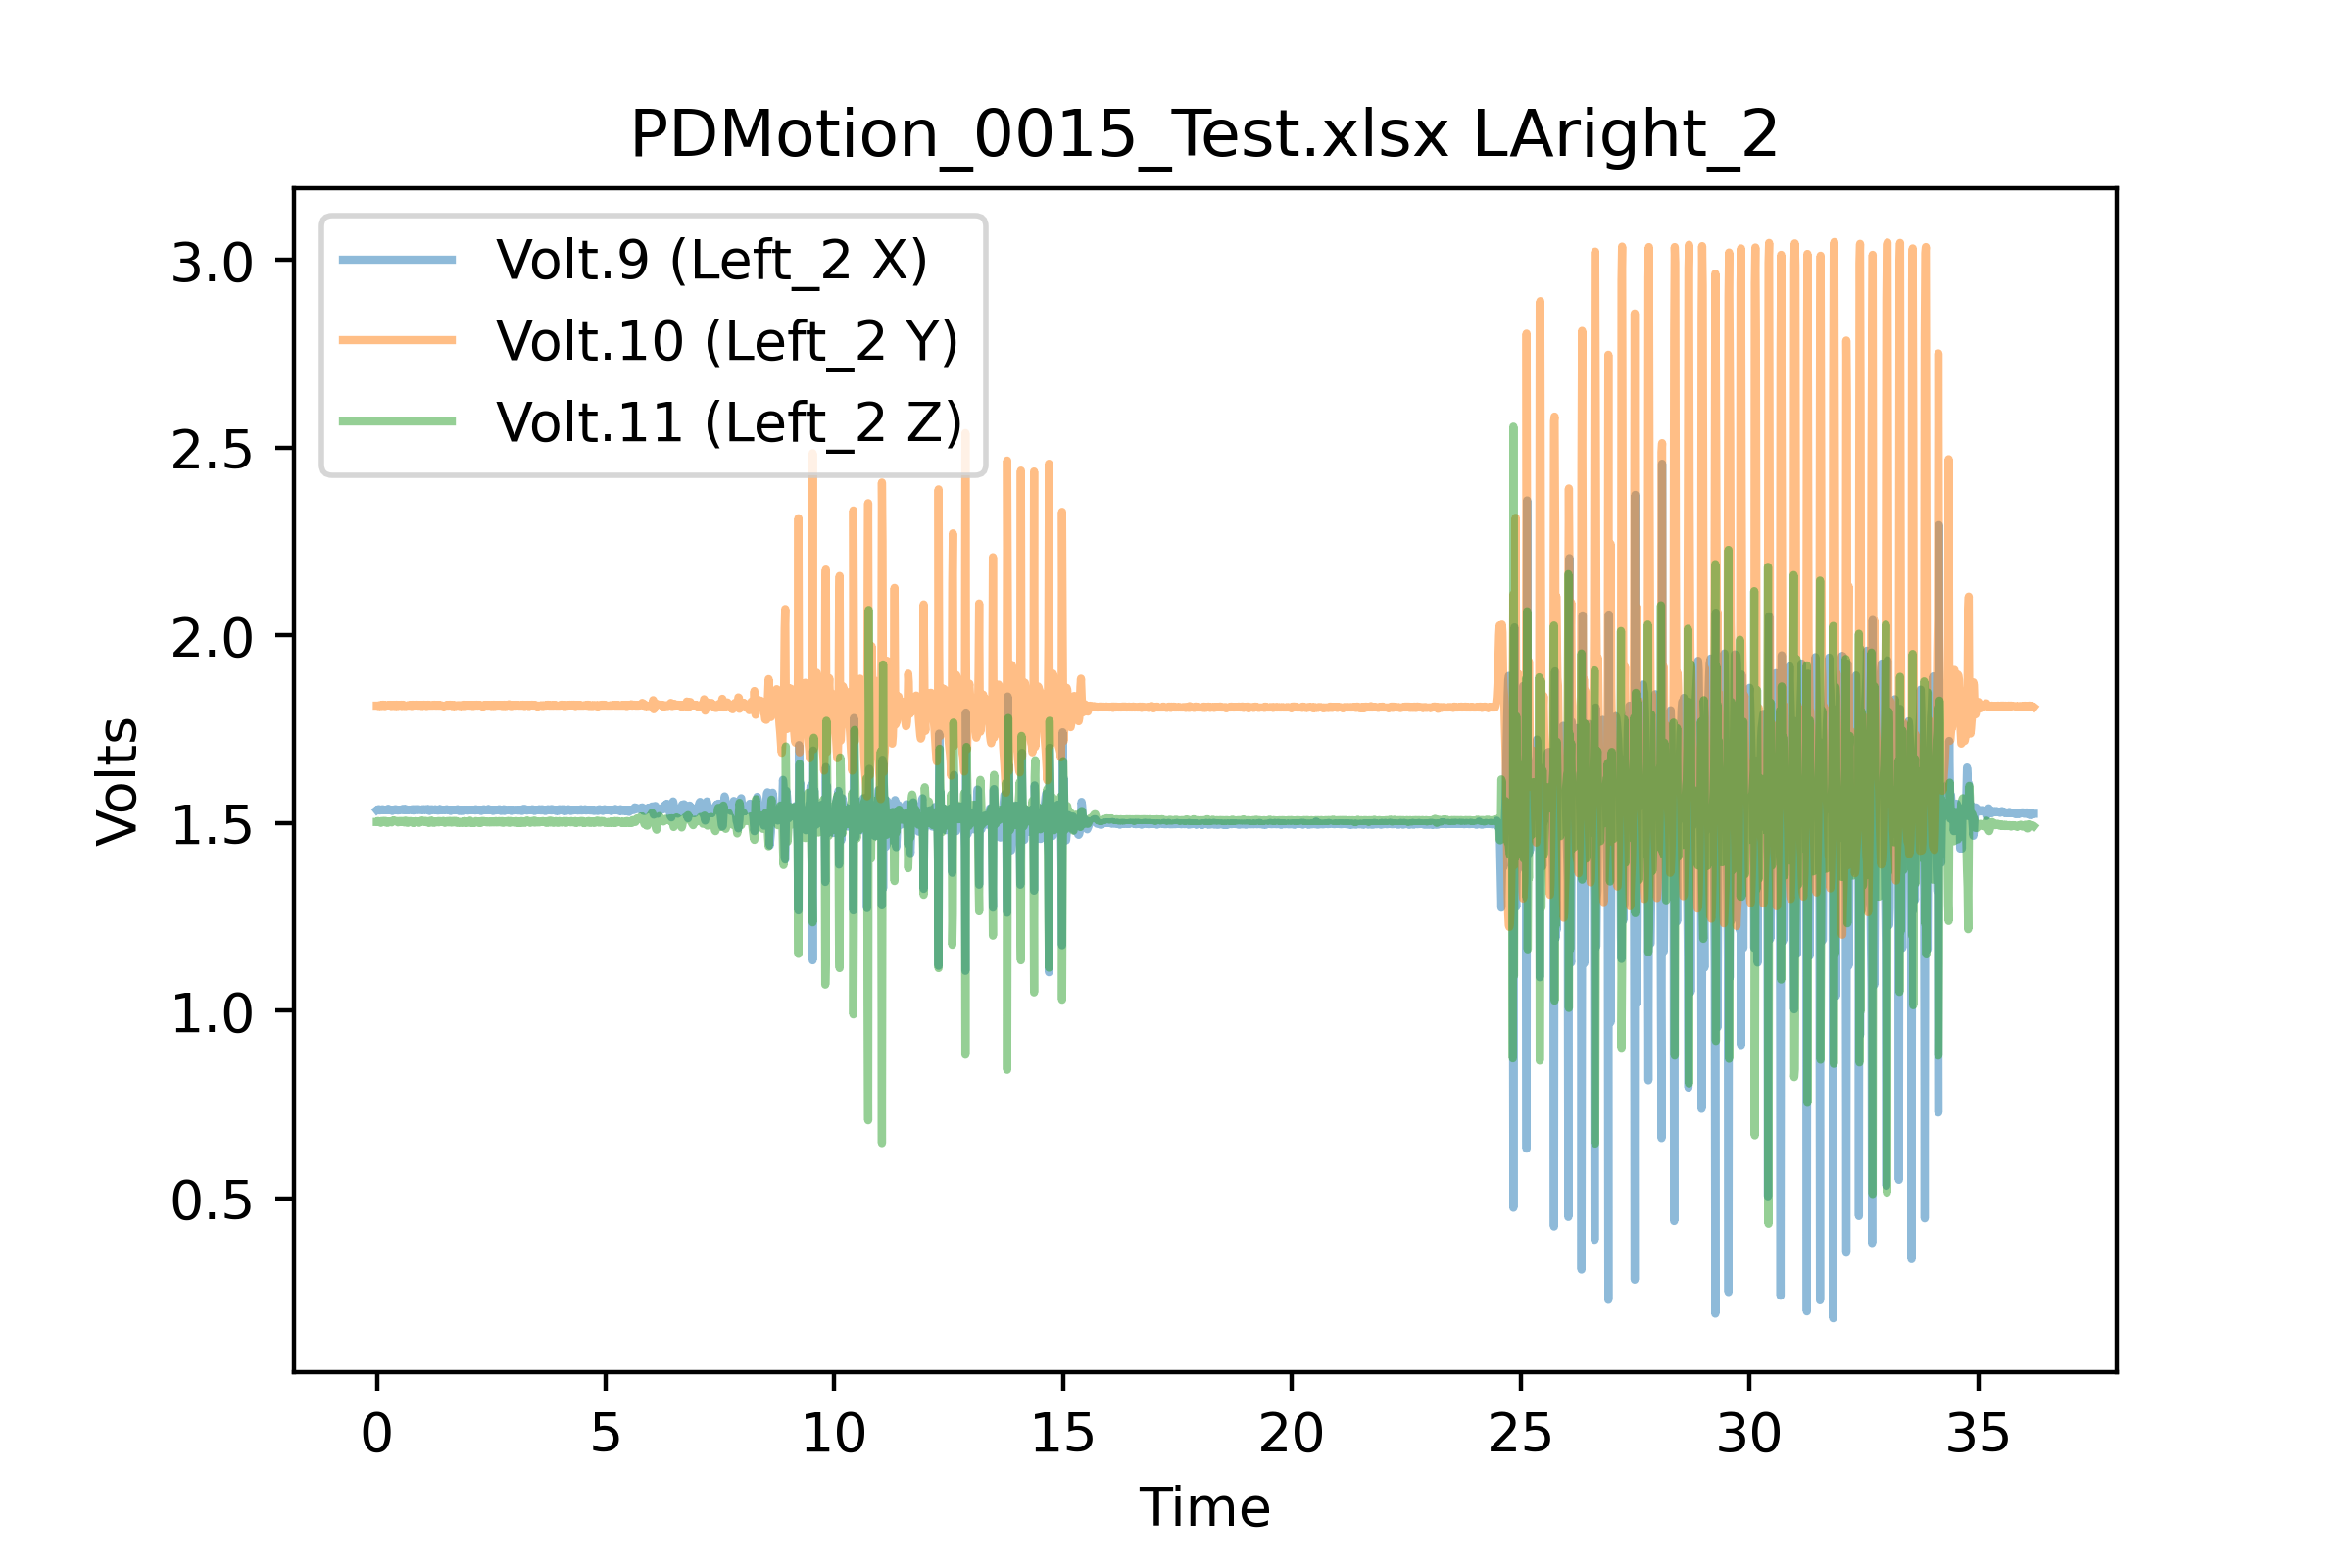 PDMotion_0015_Test.xlsx LAright_2
Volt.9 (Left_2 X)
Volt.10 (Left_2 Y)
Volt.11 (Left_2 Z)
3.0
2.5
2.0
1.5
1.0
0.5
Volts
0 5 10 15 20 25 30 35
Time